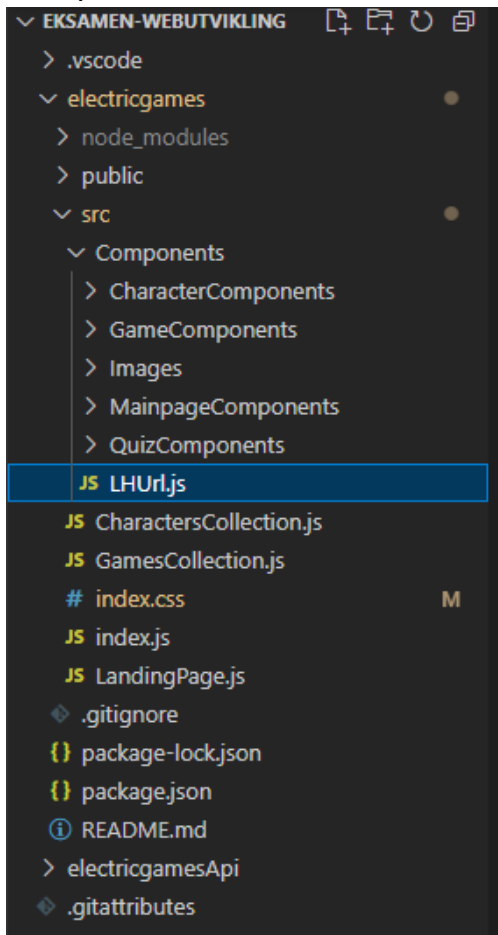 EKSAMEN-WEBUTVIKLING
.vscode
electricgames
node_modules
public
src
Components
CharacterComponents
GameComponents
Images
MainpageComponents
QuizComponents
JS LHUrl.js
JS CharactersCollection.js
JS GamesCollection.js
# index.css M
JS index.js
JS LandingPage.js
.gitignore
{} package-lock.json
{} package.json
README.md
electricgamesApi
.gitattributes